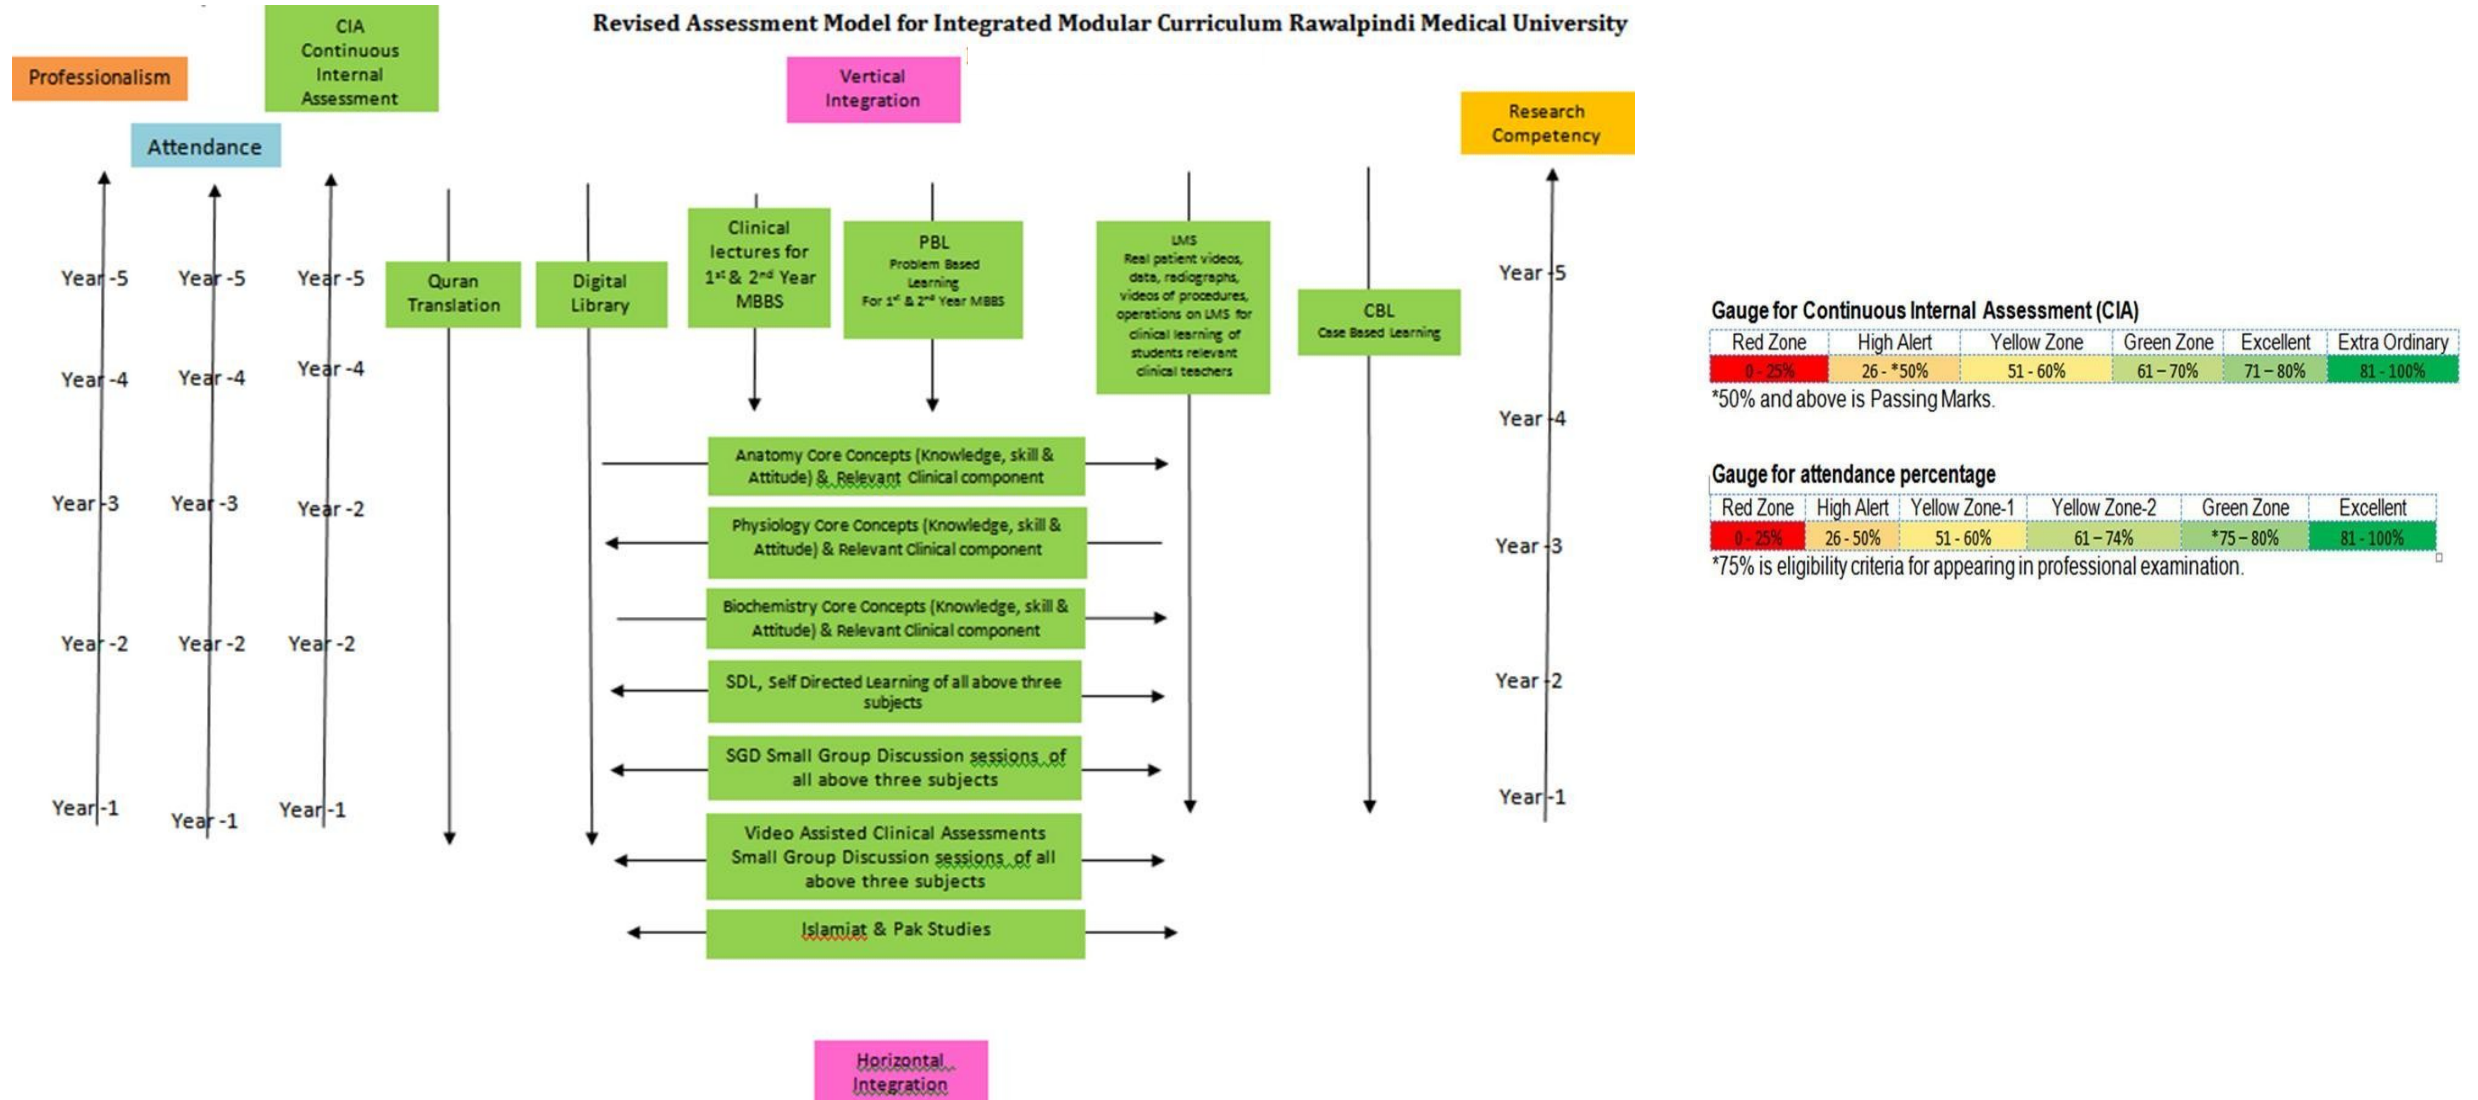 Revised Assessment Model for Integrated Modular Curriculum Rawalpindi Medical University
Professionalism
Attendance
CIA
Continuous
Internal
Assessment
Vertical
Integration
Research
Competency
Year -5
Year -4
Year -3
Year -2
Year -1
Year -5
Year -4
Year -3
Year -2
Year -1
Year -5
Year -4
Year -2
Year -2
Year -1
Quran
Translation
Digital
Library
Clinical
lectures for
1st & 2nd Year
MBBS
PBL
Problem Based
Learning
For 1st & 2nd Year MBBS
LMS
Real patient videos,
data, radiographs,
videos of procedures,
operations on LMS for
clinical learning of
students relevant
clinical teachers
CBL
Case Based Learning
Year -5
Year -4
Year -3
Year -2
Year -1
Anatomy Core Concepts (Knowledge, skill &
Attitude) & Relevant Clinical component
Physiology Core Concepts (Knowledge, skill &
Attitude) & Relevant Clinical component
Biochemistry Core Concepts (Knowledge, skill &
Attitude) & Relevant Clinical component
SDL, Self Directed Learning of all above three
subjects
SGD Small Group Discussion sessions of
all above three subjects
Video Assisted Clinical Assessments
Small Group Discussion sessions of all
above three subjects
Islamiat & Pak Studies
Horizontal
Integration
Gauge for Continuous Internal Assessment (CIA)
Red Zone High Alert Yellow Zone Green Zone Excellent Extra Ordinary
0 - 25% 26 - *50% 51 - 60% 61 – 70% 71 – 80% 81 - 100%
*50% and above is Passing Marks.
Gauge for attendance percentage
Red Zone High Alert Yellow Zone-1 Yellow Zone-2 Green Zone Excellent
0 - 25% 26 - 50% 51 - 60% 61 – 74% *75 – 80% 81 - 100%
*75% is eligibility criteria for appearing in professional examination.